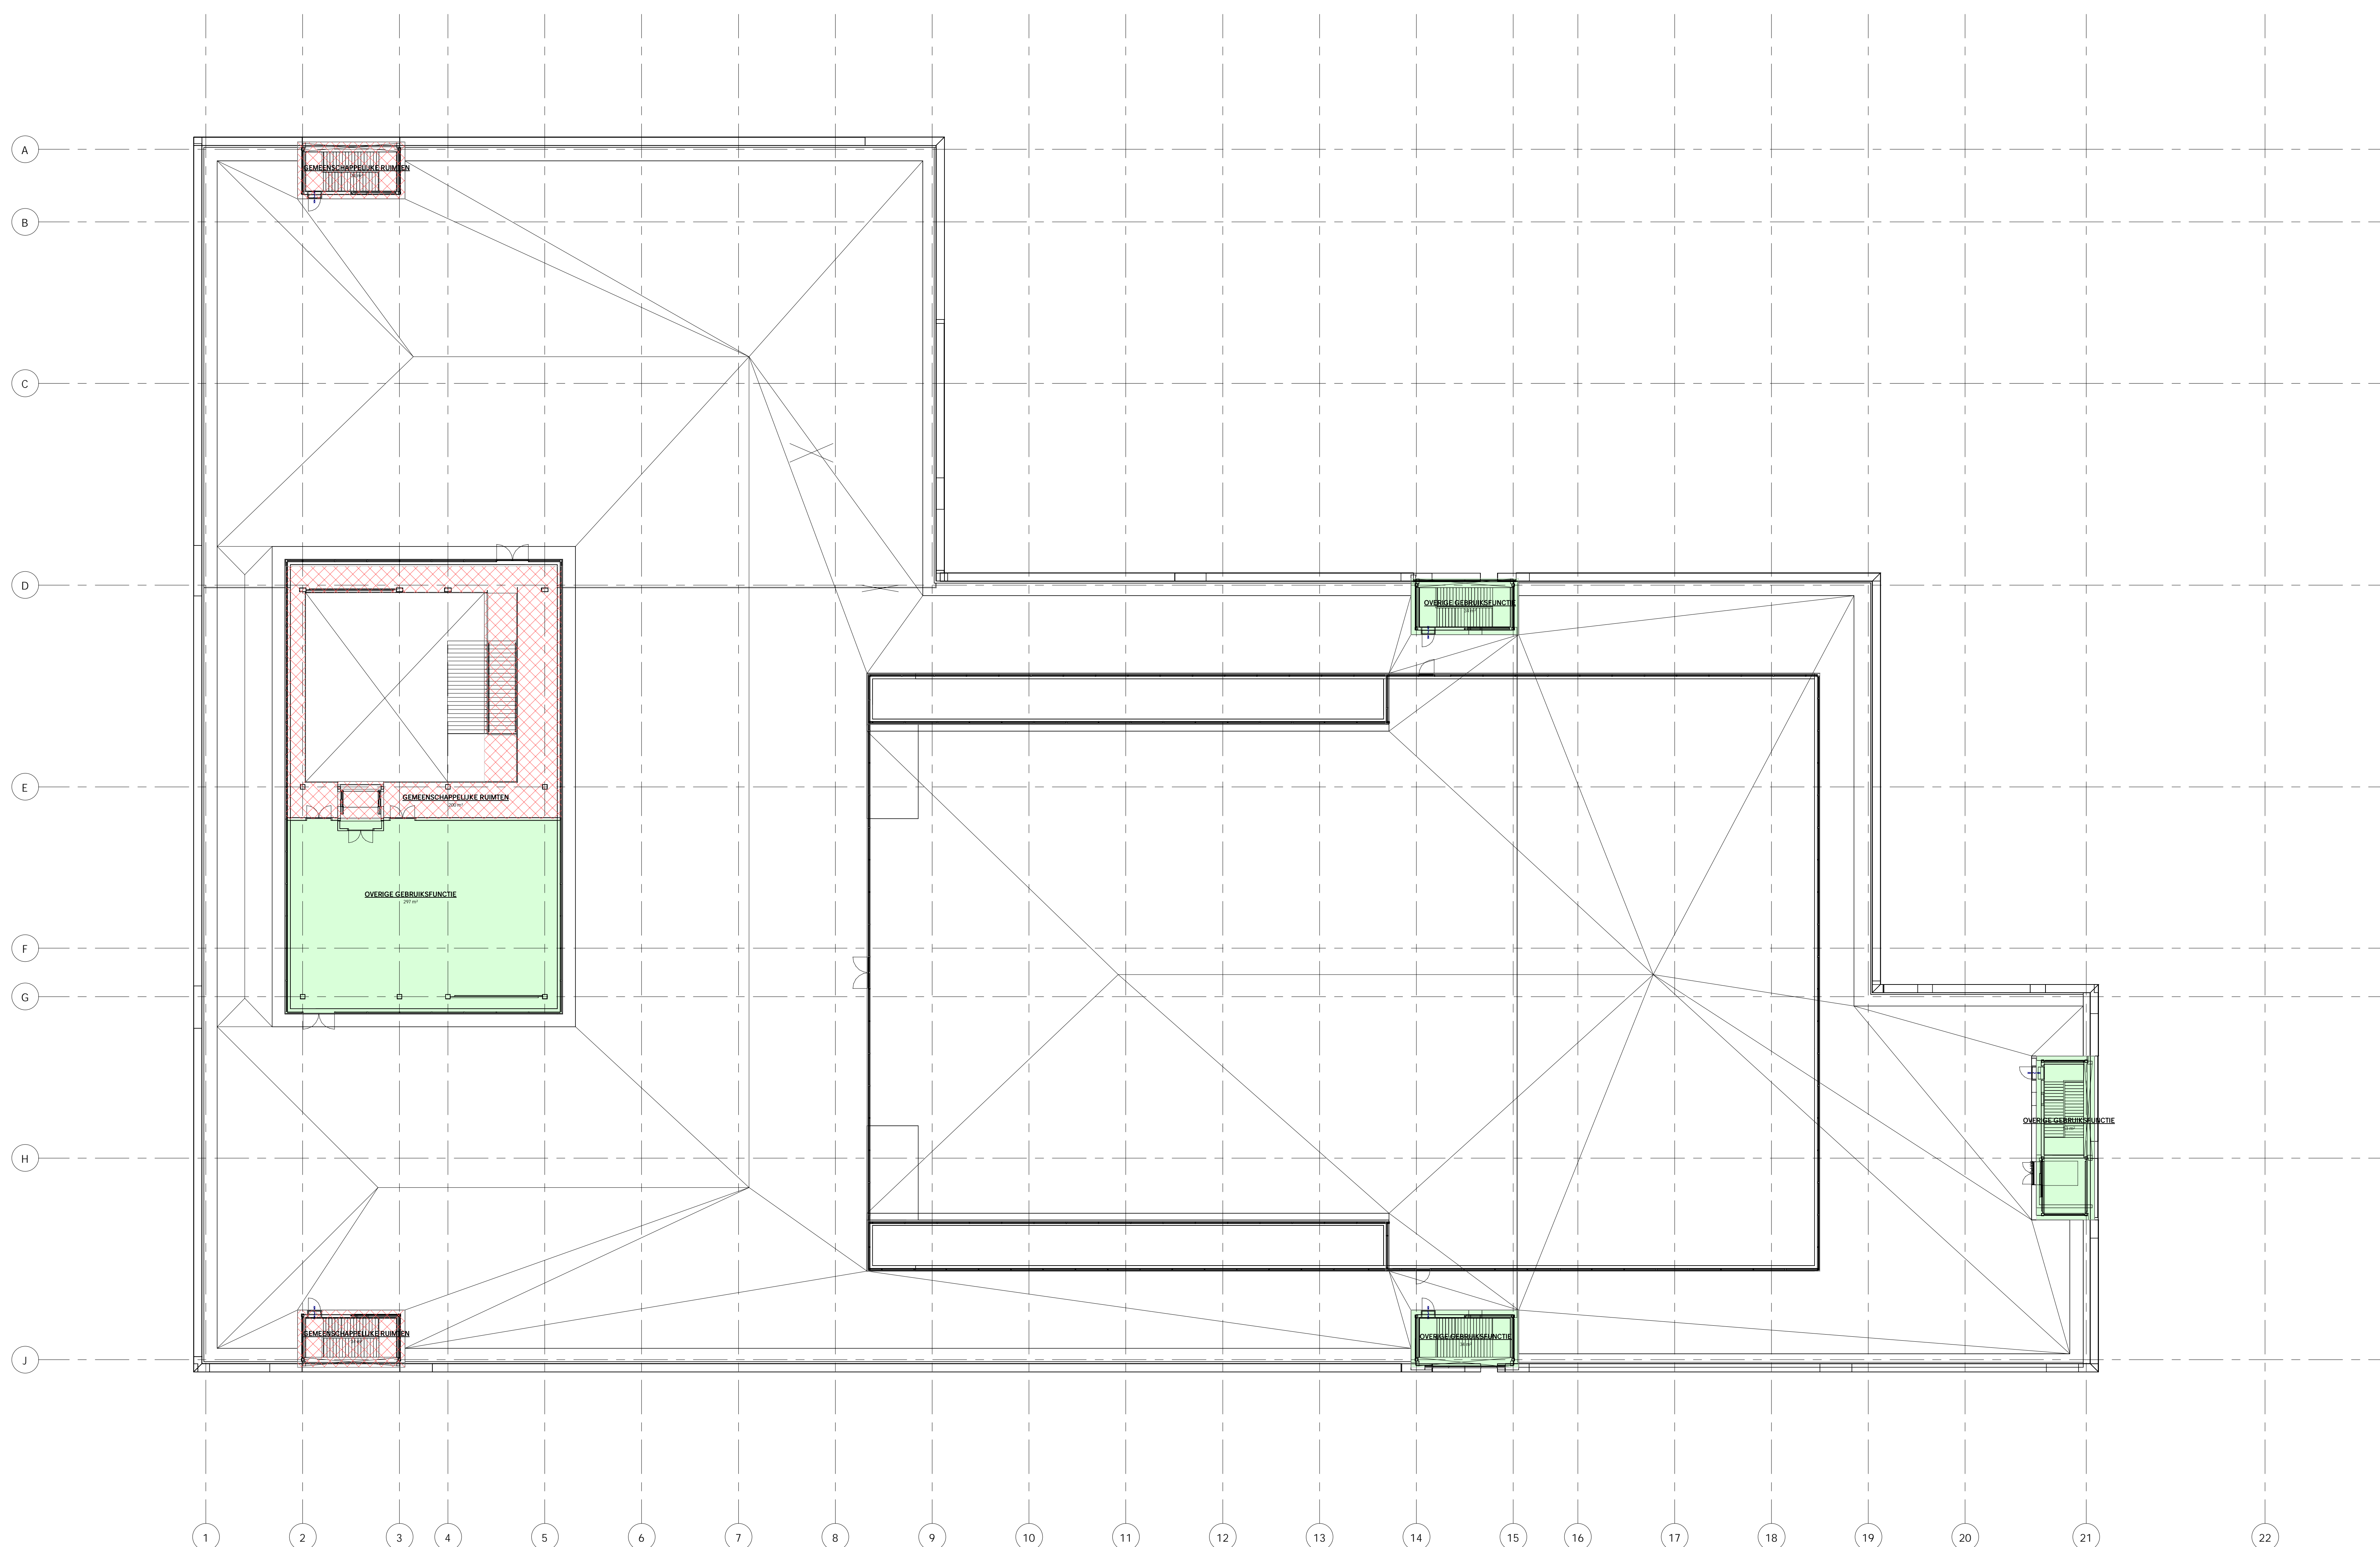 A
GEMEENSCHAPPELIJKE RUIMTEN
B
C
D
OVERIGE GEBRUIKSFUNCTIE
E
GEMEENSCHAPPELIJKE RUIMTEN
200 m²
OVERIGE GEBRUIKSFUNCTIE
297 m²
F
G
OVERIGE GEBRUIKSFUNCTIE
H
GEMEENSCHAPPELIJKE RUIMTEN
OVERIGE GEBRUIKSFUNCTIE
J
1 2 3 4 5 6 7 8 9 10 11 12 13 14 15 16 17 18 19 20 21 22